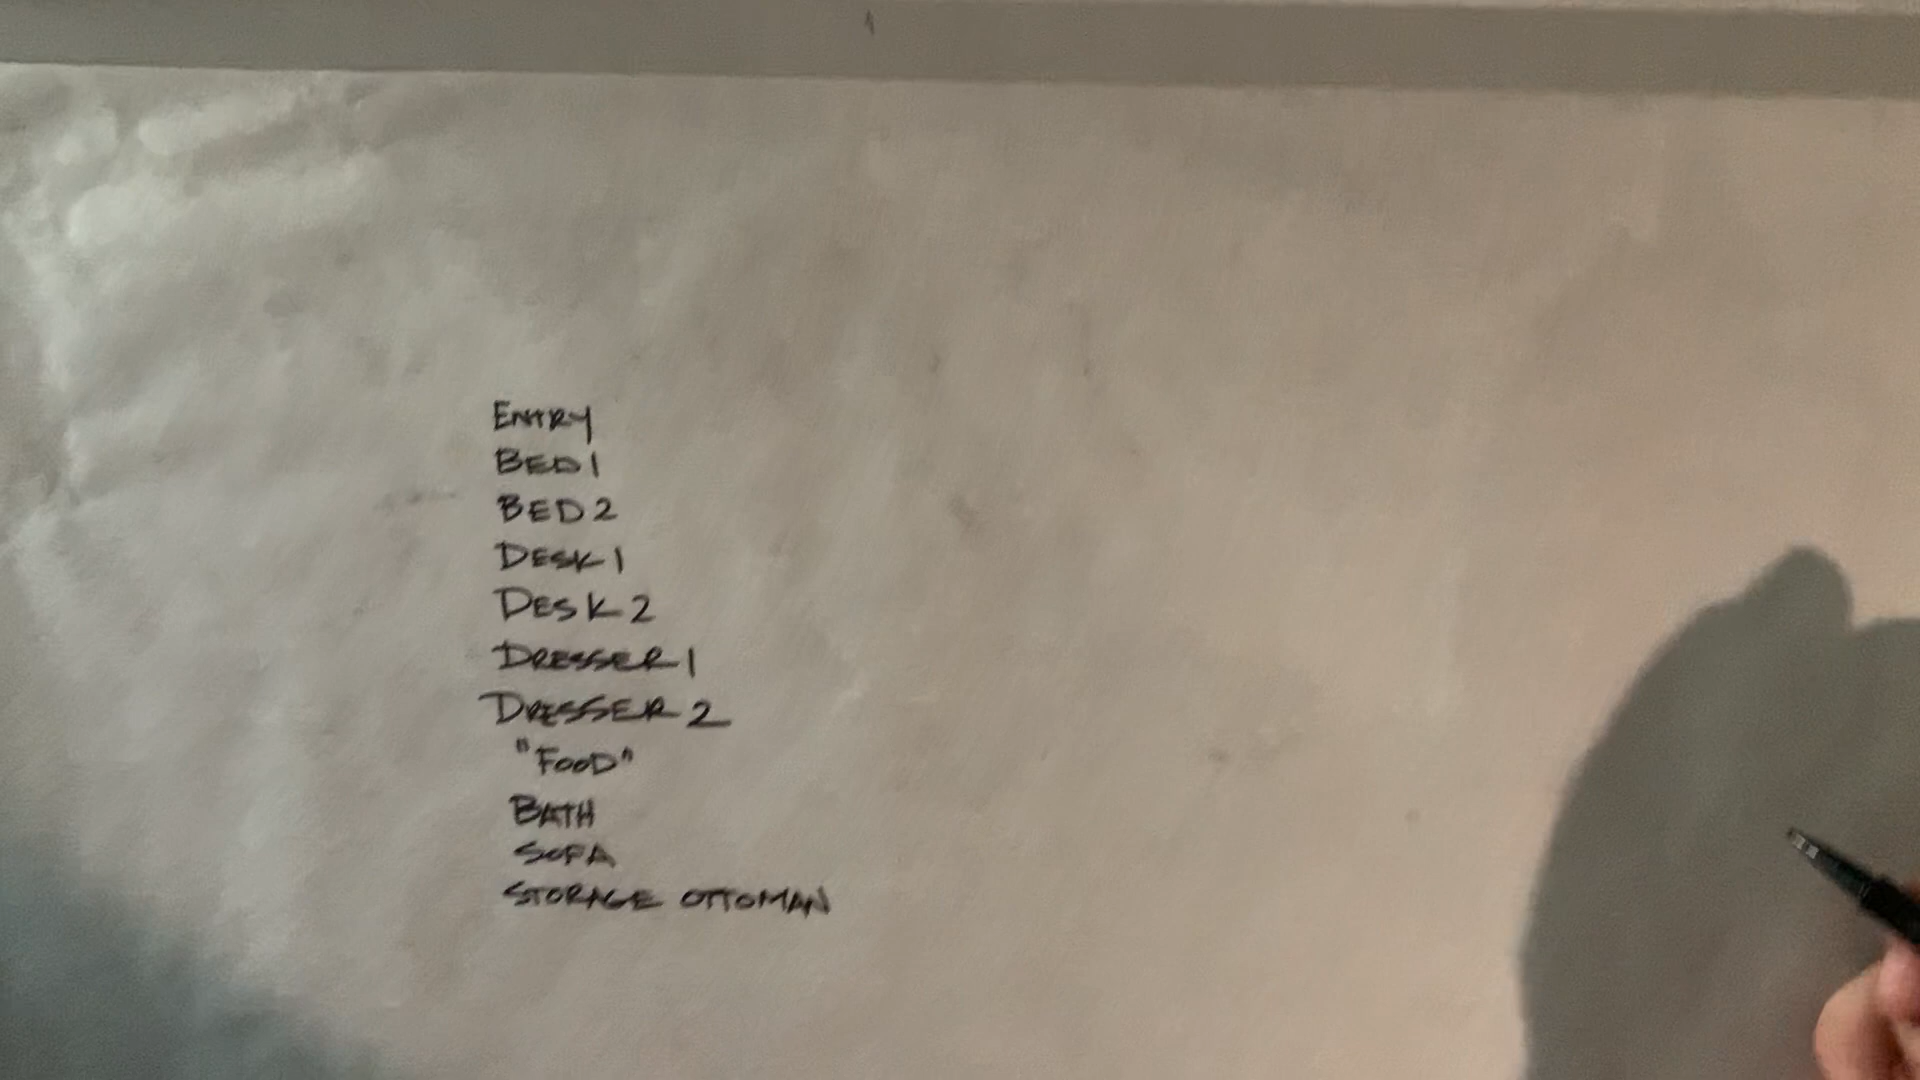 ENTRY
BED 1
BED 2
DESK 1
DESK 2
DRESSER 1
DRESSER 2
"FOOD"
BATH
SOFA
STORAGE OTTOMAN